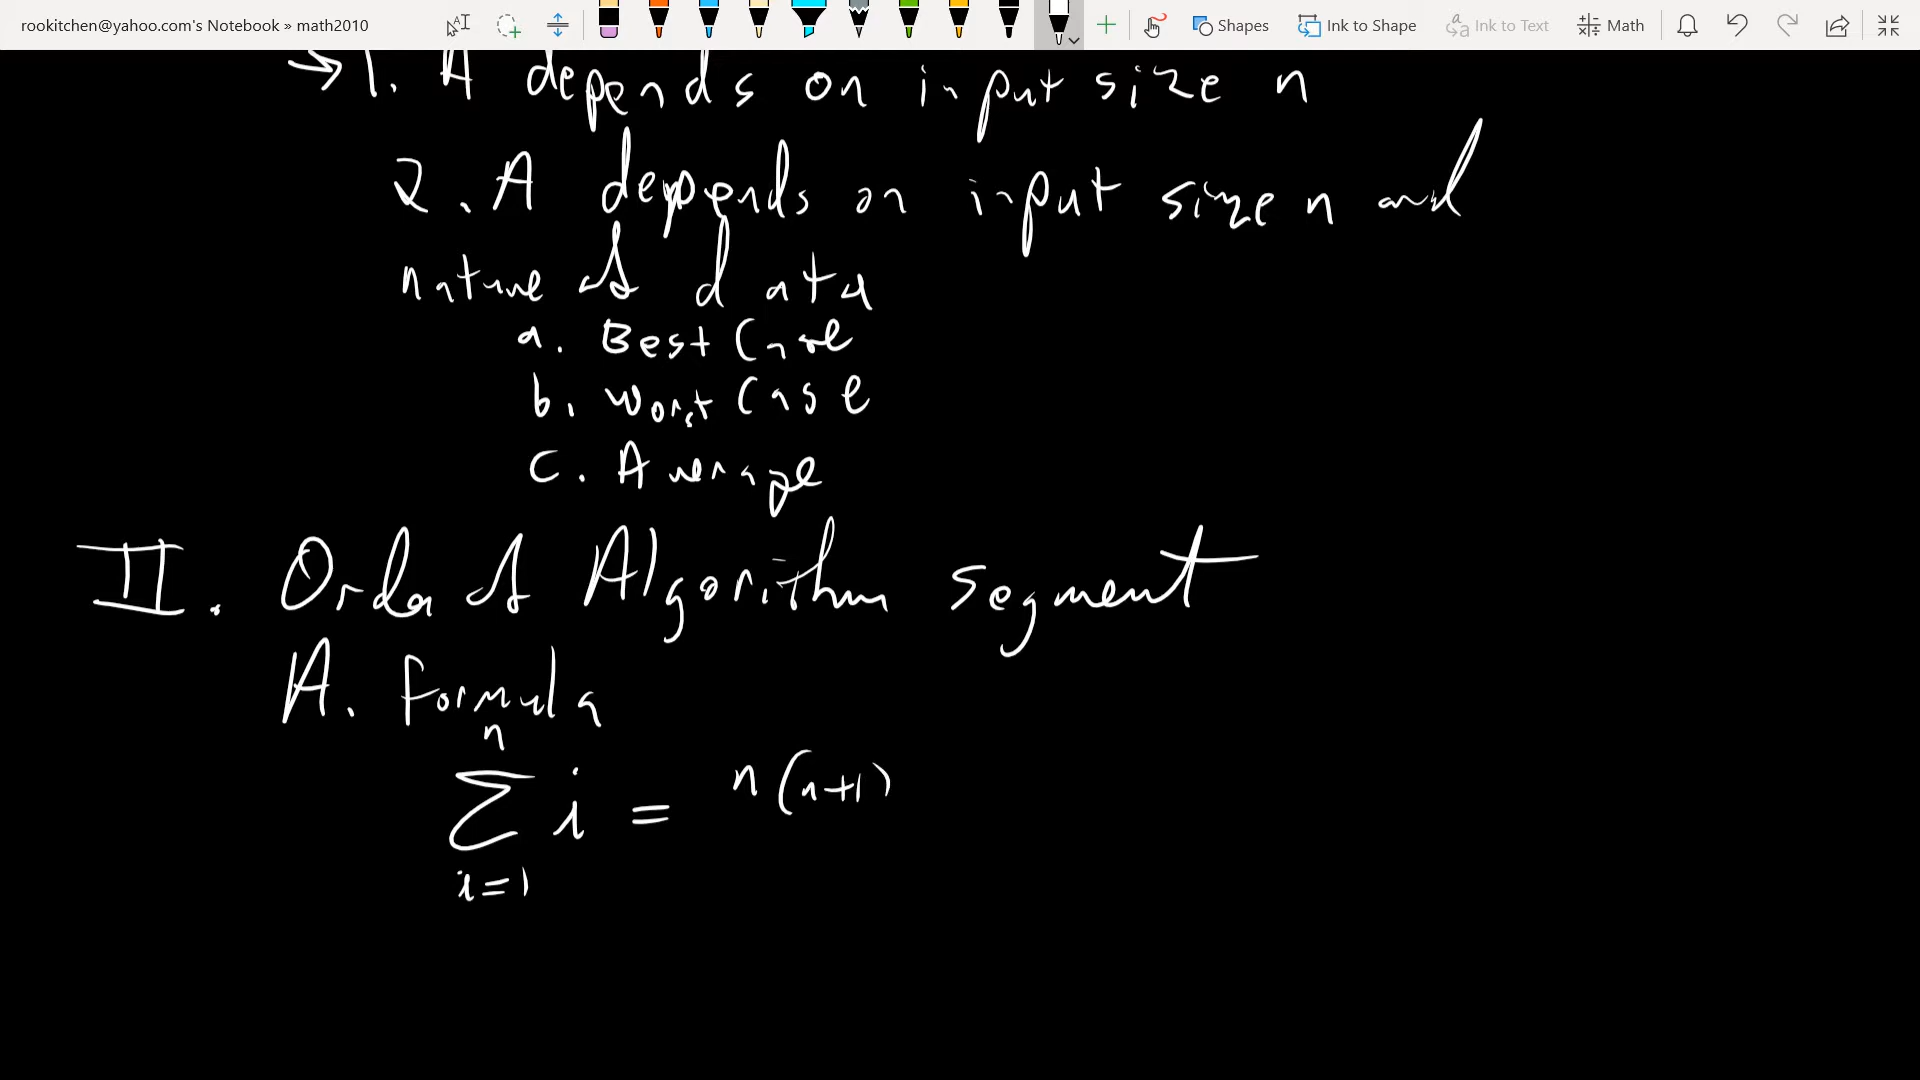 rookitchen@yahoo.com's Notebook » math2010 Shapes Ink to Shape Ink to Text Math
→ 1. A depends on input size n
2. A depends on input size n and
nature of data
a. Best Case
b. Worst Case
c. Average
II. Order of Algorithm segment
A. formula
n
∑ i = n(n+1)
i=1